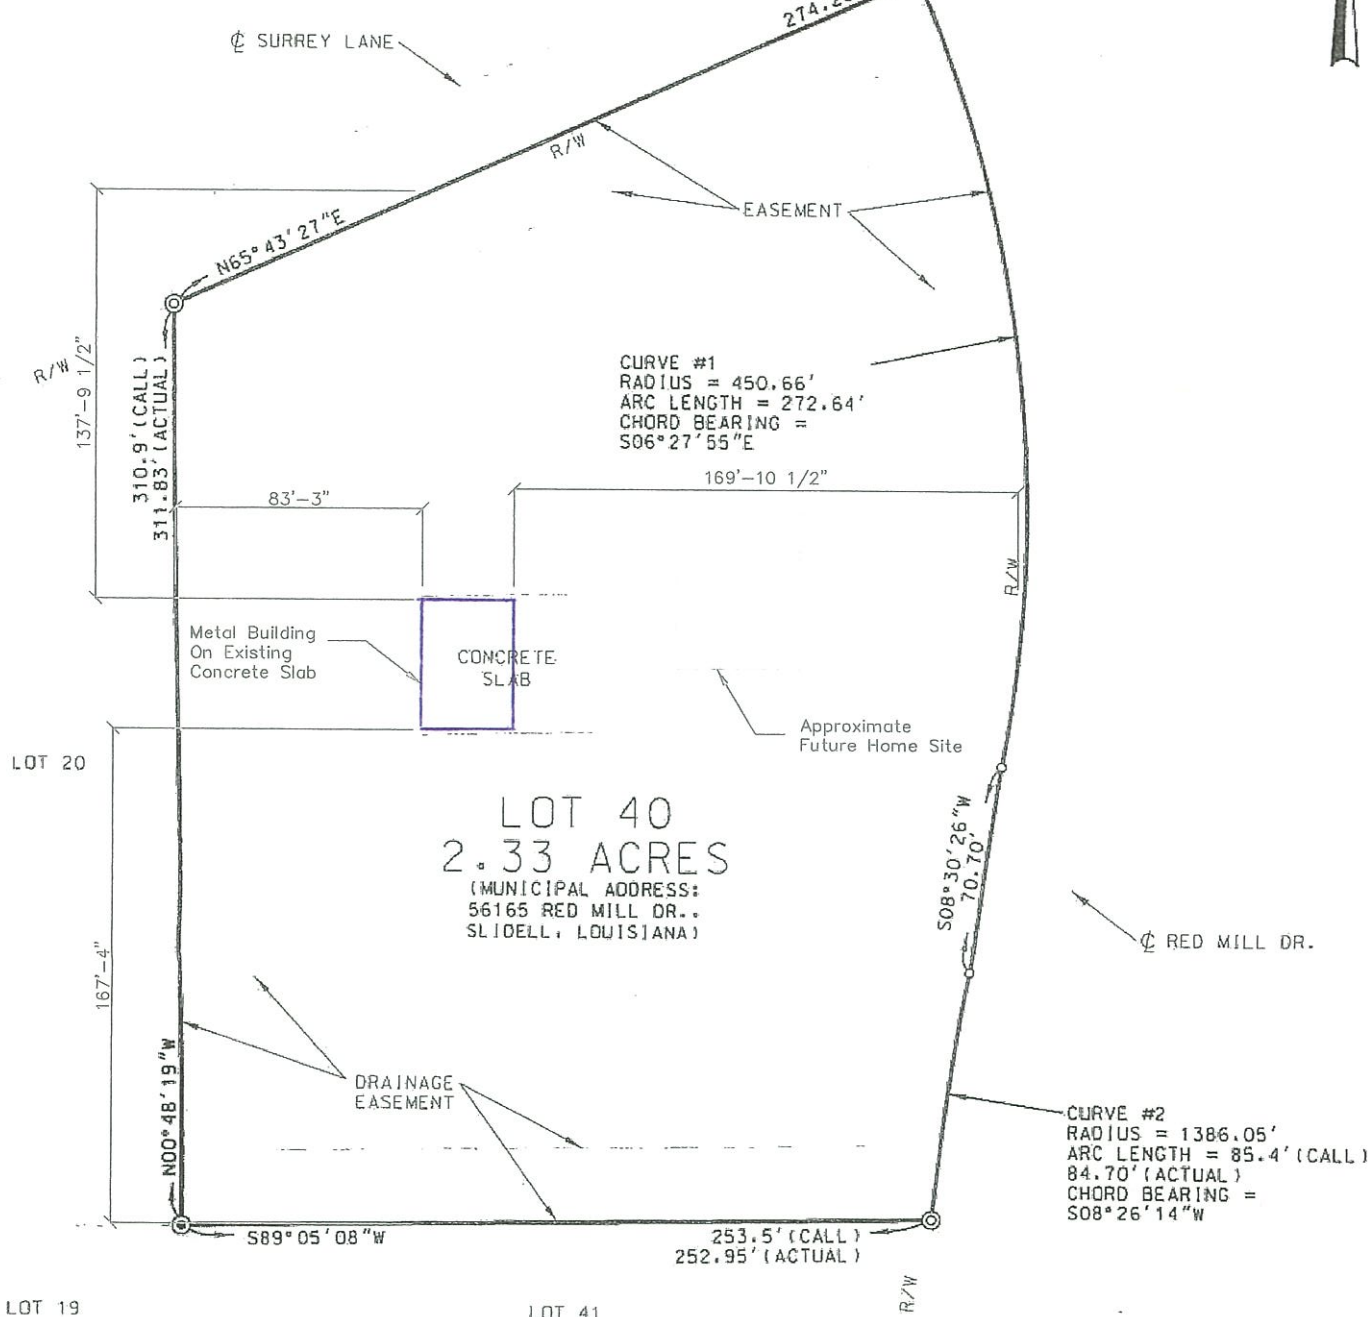 274.2
℄ SURREY LANE
R/W
EASEMENT
N65°43'27"E
R/W
137'-9 1/2"
310.9'(CALL)
311.83'(ACTUAL)
CURVE #1
RADIUS = 450.66'
ARC LENGTH = 272.64'
CHORD BEARING =
S06°27'55"E
83'-3"
169'-10 1/2"
R/W
Metal Building
On Existing
Concrete Slab
CONCRETE
SLAB
Approximate
Future Home Site
LOT 20
LOT 40
2.33 ACRES
(MUNICIPAL ADDRESS:
56165 RED MILL DR.,
SLIDELL, LOUISIANA)
S08°30'26"W
70.70'
℄ RED MILL DR.
167'-4"
N00°48'19"W
DRAINAGE
EASEMENT
CURVE #2
RADIUS = 1386.05'
ARC LENGTH = 85.4'(CALL)
84.70'(ACTUAL)
CHORD BEARING =
S08°26'14"W
S89°05'08"W
253.5'(CALL)
252.95'(ACTUAL)
R/W
LOT 19
LOT 41